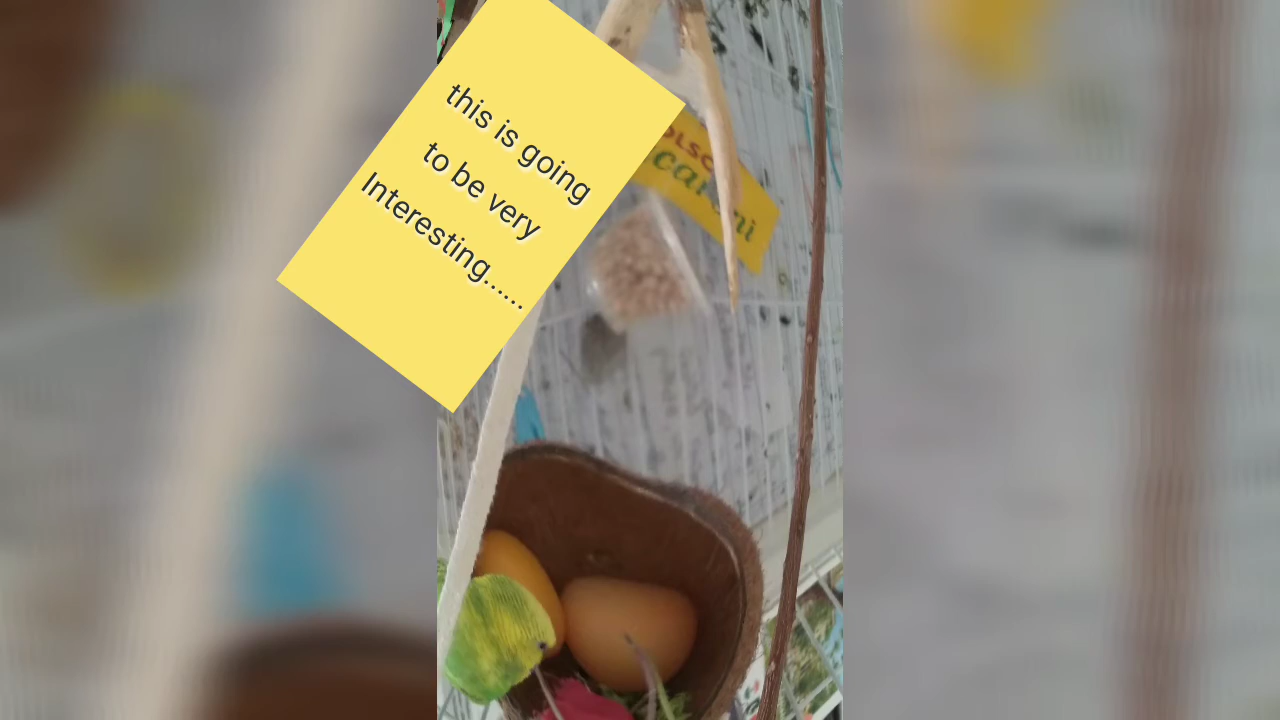 this is going
to be very
Interesting......